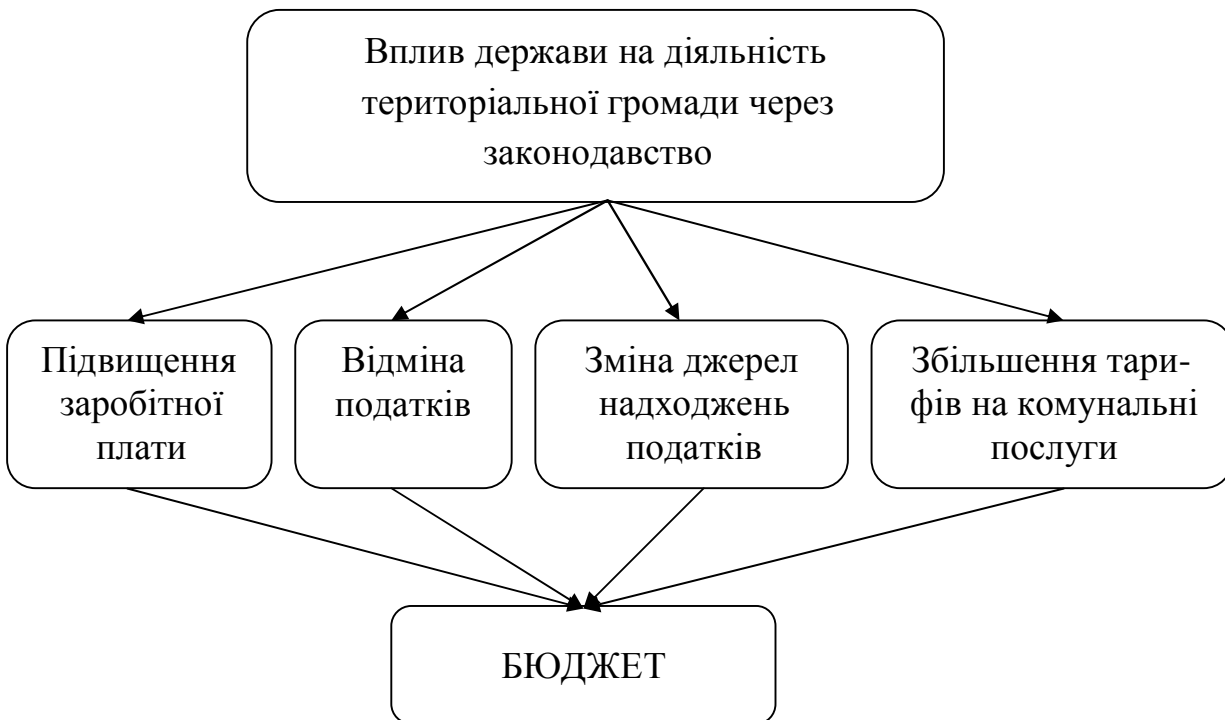 Вплив держави на діяльність
територіальної громади через
законодавство
Підвищення
заробітної
плати
Відміна
податків
Зміна джерел
надходжень
податків
Збільшення тари-
фів на комунальні
послуги
БЮДЖЕТ